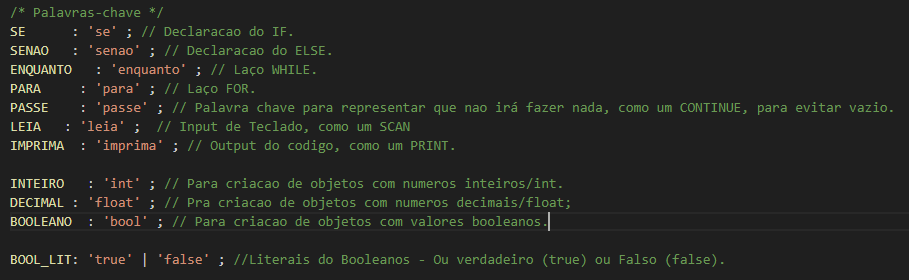 /* Palavras-chave */
SE      : 'se' ; // Declaracao do IF.
SENAO   : 'senao' ; // Declaracao do ELSE.
ENQUANTO   : 'enquanto' ; // Laço WHILE.
PARA     : 'para' ; // Laço FOR.
PASSE    : 'passe' ; // Palavra chave para representar que nao irá fazer nada, como um CONTINUE, para evitar vazio.
LEIA   : 'leia' ;  // Input de Teclado, como um SCAN
IMPRIMA  : 'imprima' ; // Output do codigo, como um PRINT.

INTEIRO   : 'int' ; // Para criacao de objetos com numeros inteiros/int.
DECIMAL : 'float' ; // Pra criacao de objetos com numeros decimais/float;
BOOLEANO  : 'bool' ; // Para criacao de objetos com valores booleanos.

BOOL_LIT: 'true' | 'false' ; //Literais do Booleanos - Ou verdadeiro (true) ou Falso (false).